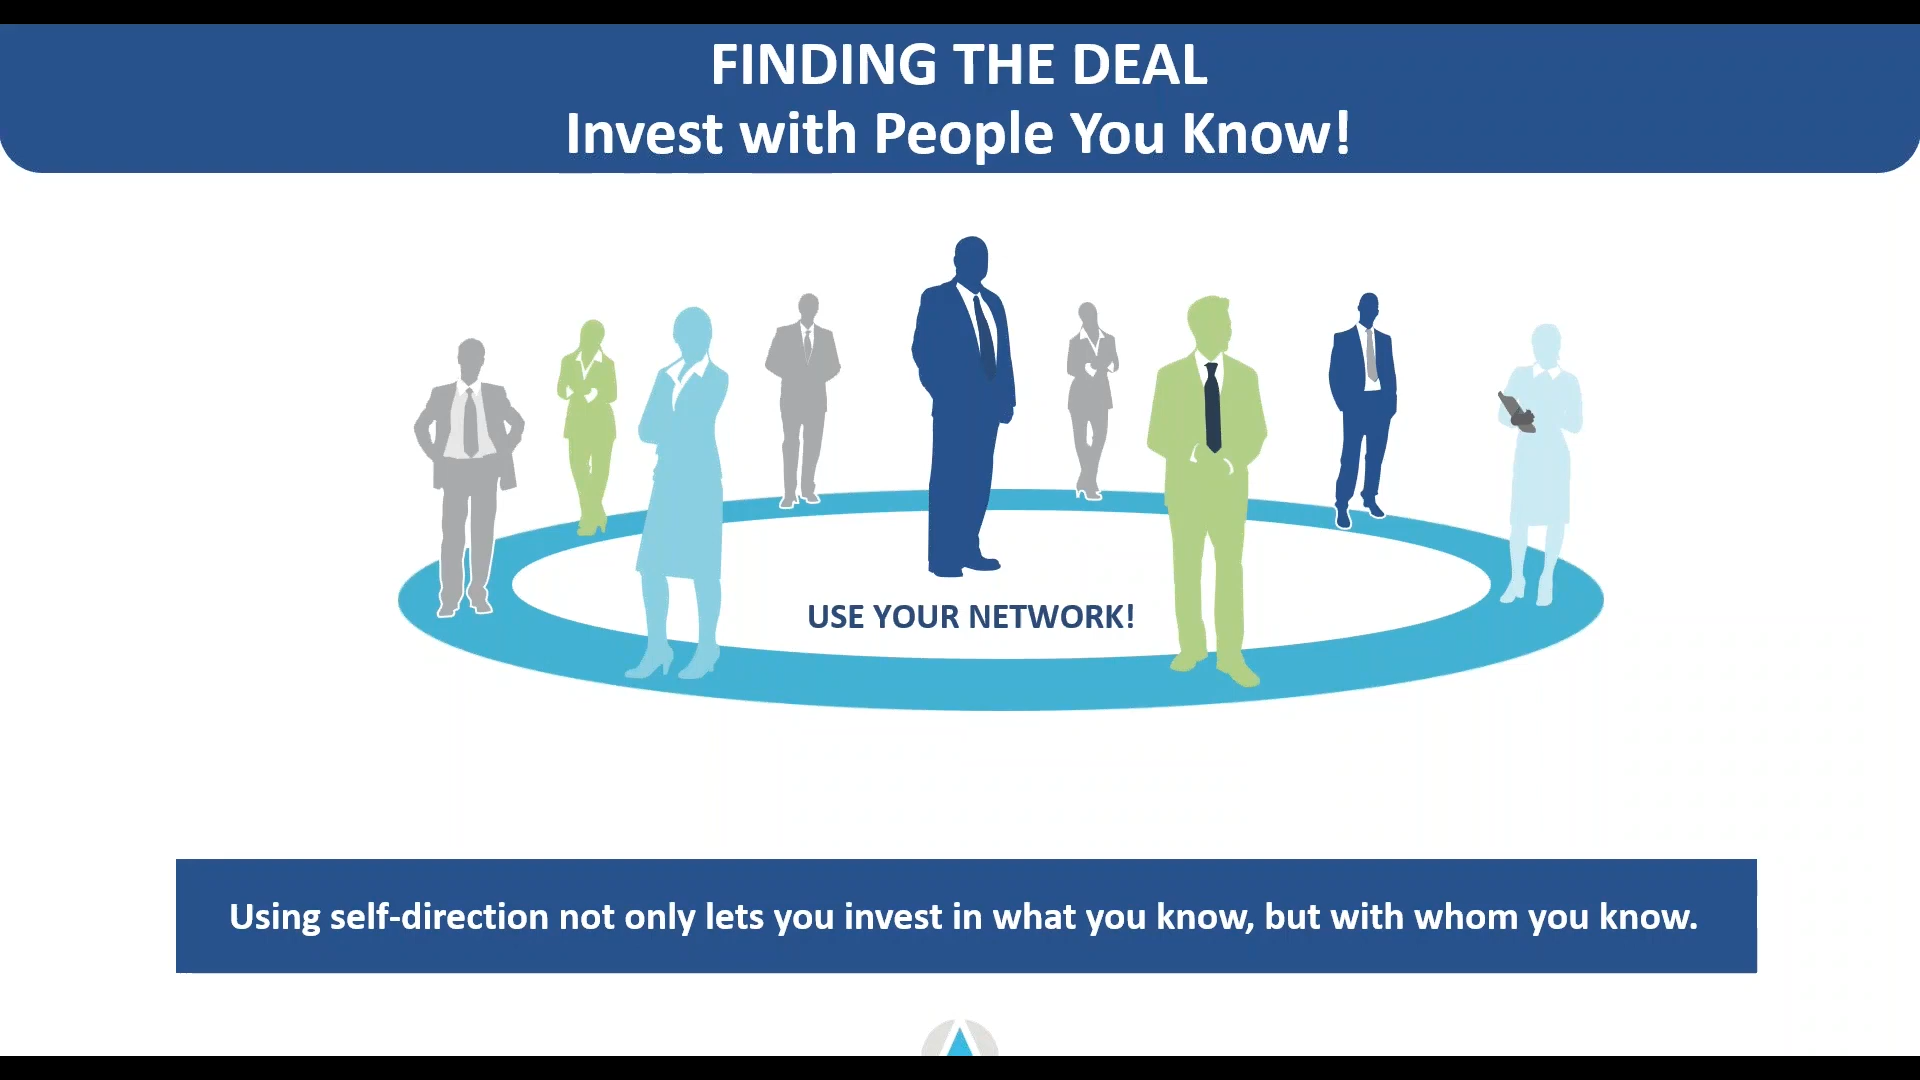 FINDING THE DEAL
Invest with People You Know!
USE YOUR NETWORK!
Using self-direction not only lets you invest in what you know, but with whom you know.